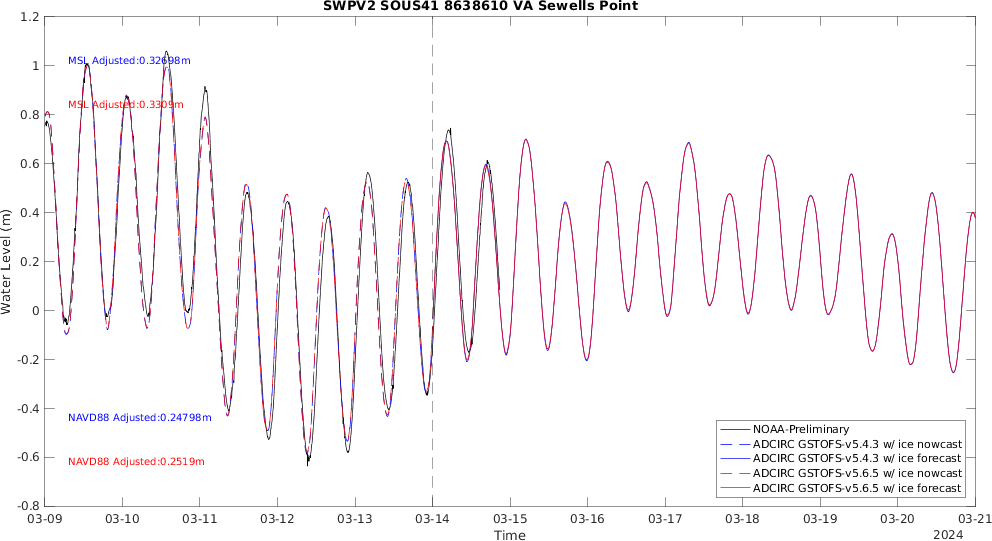 SWPV2 SOUS41 8638610 VA Sewells Point
1.2
1
0.8
0.6
0.4
0.2
0
-0.2
-0.4
-0.6
-0.8
Water Level (m)
MSL Adjusted:0.32698m
MSL Adjusted:0.3309m
NAVD88 Adjusted:0.24798m
NAVD88 Adjusted:0.2519m
NOAA-Preliminary
ADCIRC GSTOFS-v5.4.3 w/ ice nowcast
ADCIRC GSTOFS-v5.4.3 w/ ice forecast
ADCIRC GSTOFS-v5.6.5 w/ ice nowcast
ADCIRC GSTOFS-v5.6.5 w/ ice forecast
03-09 03-10 03-11 03-12 03-13 03-14 03-15 03-16 03-17 03-18 03-19 03-20 03-21
Time
2024